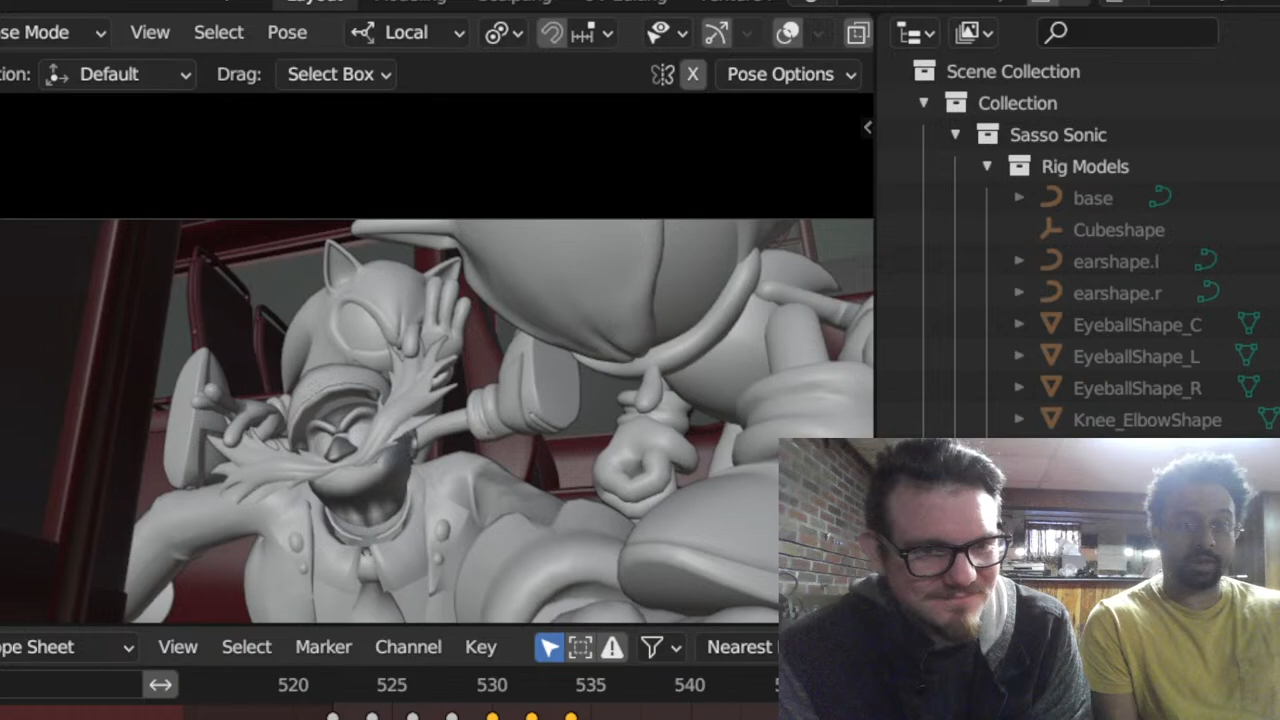 se Mode View Select Pose Local
ion: Default Drag: Select Box X Pose Options
Scene Collection
Collection
Sasso Sonic
Rig Models
base
Cubeshape
earshape.l
earshape.r
EyeballShape_C
EyeballShape_L
EyeballShape_R
Knee_ElbowShape
ope Sheet View Select Marker Channel Key Nearest
520 525 530 535 540